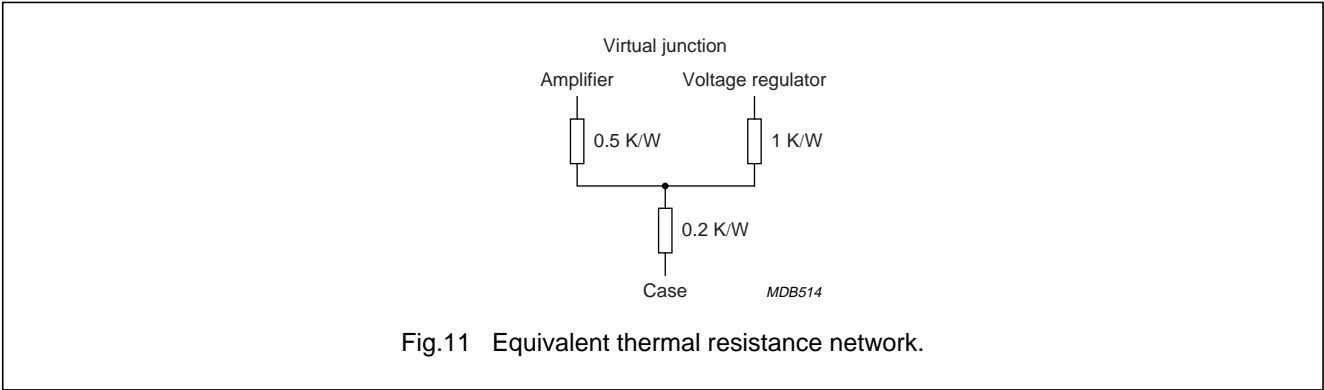 Virtual junction
Amplifier Voltage regulator
0.5 K/W 1 K/W
0.2 K/W
Case MDB514
Fig.11 Equivalent thermal resistance network.